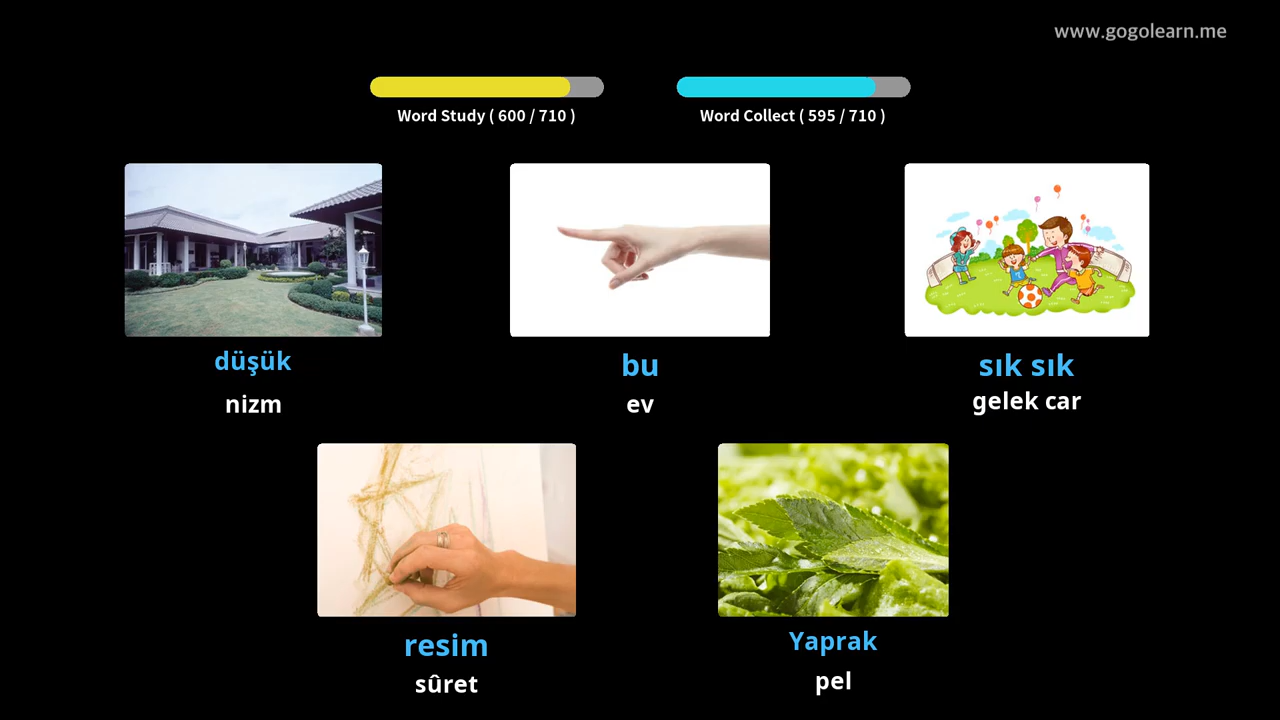 www.gogolearn.me
Word Study ( 600 / 710 )
Word Collect ( 595 / 710 )
düşük
nizm
bu
ev
sık sık
gelek car
resim
sûret
Yaprak
pel